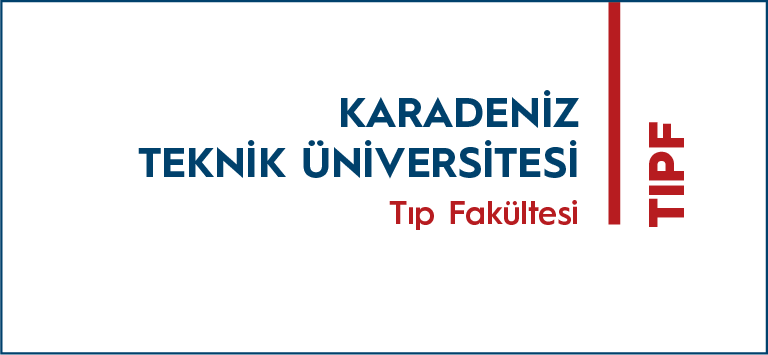 KARADENİZ
TEKNİK ÜNİVERSİTESİ
Tıp Fakültesi
TIPF